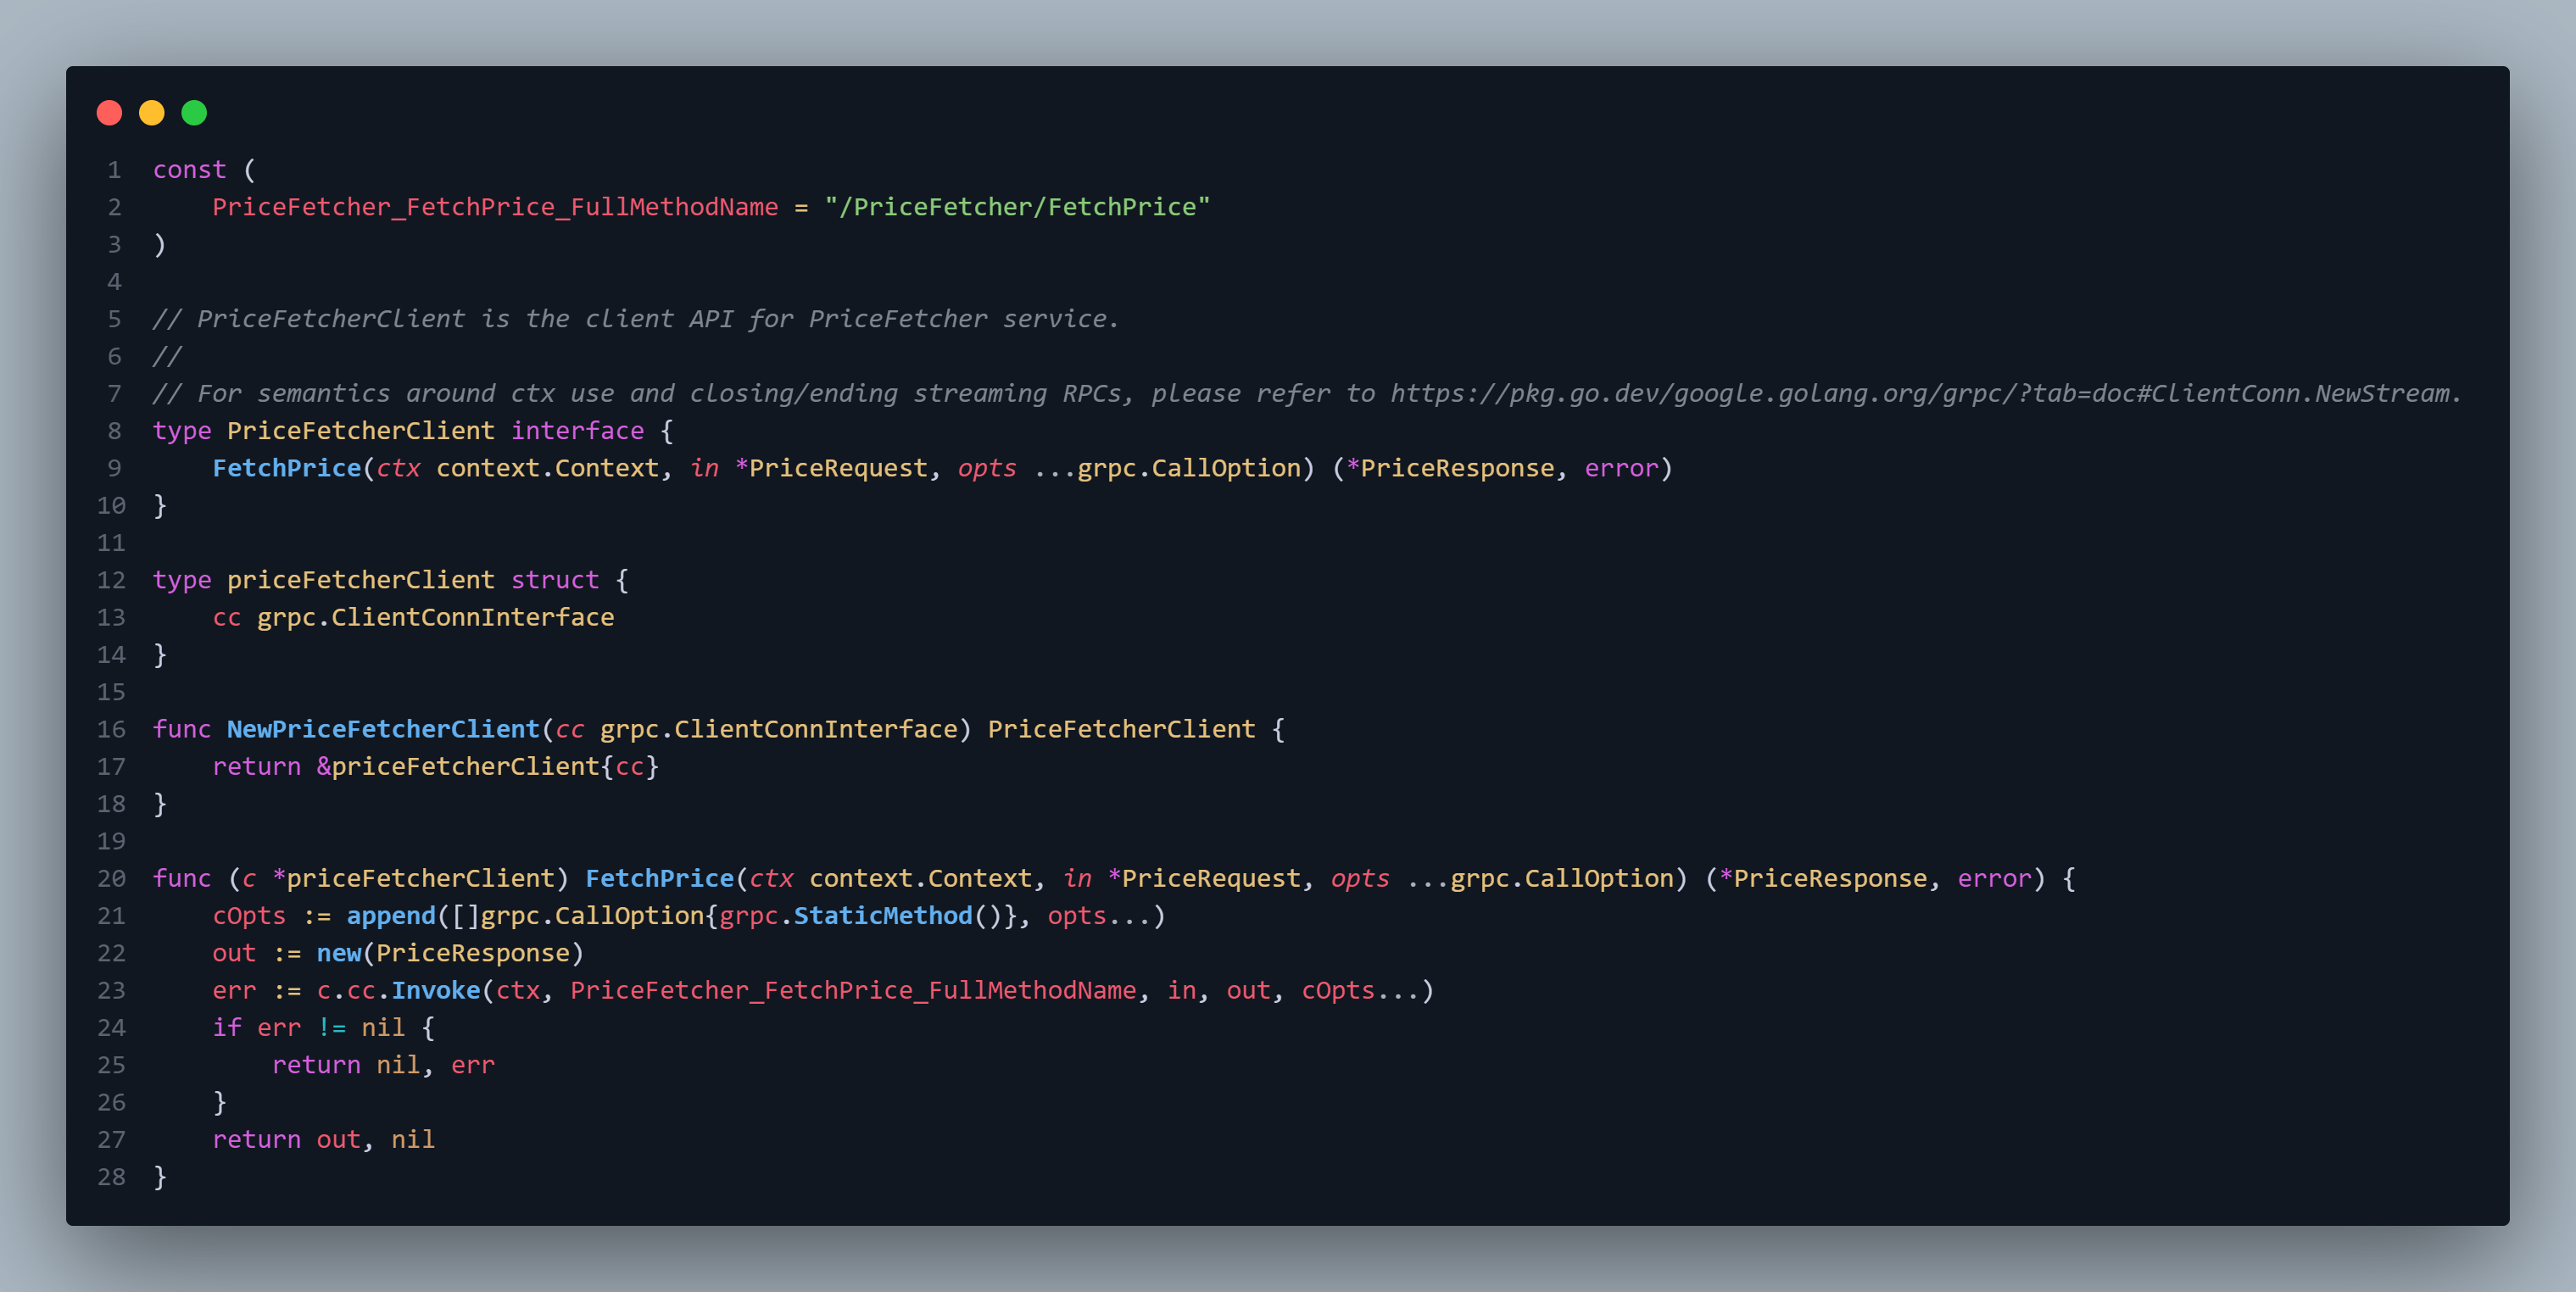 1 const (
2     PriceFetcher_FetchPrice_FullMethodName = "/PriceFetcher/FetchPrice"
3 )
4
5 // PriceFetcherClient is the client API for PriceFetcher service.
6 //
7 // For semantics around ctx use and closing/ending streaming RPCs, please refer to https://pkg.go.dev/google.golang.org/grpc/?tab=doc#ClientConn.NewStream.
8 type PriceFetcherClient interface {
9     FetchPrice(ctx context.Context, in *PriceRequest, opts ...grpc.CallOption) (*PriceResponse, error)
10 }
11
12 type priceFetcherClient struct {
13     cc grpc.ClientConnInterface
14 }
15
16 func NewPriceFetcherClient(cc grpc.ClientConnInterface) PriceFetcherClient {
17     return &priceFetcherClient{cc}
18 }
19
20 func (c *priceFetcherClient) FetchPrice(ctx context.Context, in *PriceRequest, opts ...grpc.CallOption) (*PriceResponse, error) {
21     cOpts := append([]grpc.CallOption{grpc.StaticMethod()}, opts...)
22     out := new(PriceResponse)
23     err := c.cc.Invoke(ctx, PriceFetcher_FetchPrice_FullMethodName, in, out, cOpts...)
24     if err != nil {
25         return nil, err
26     }
27     return out, nil
28 }